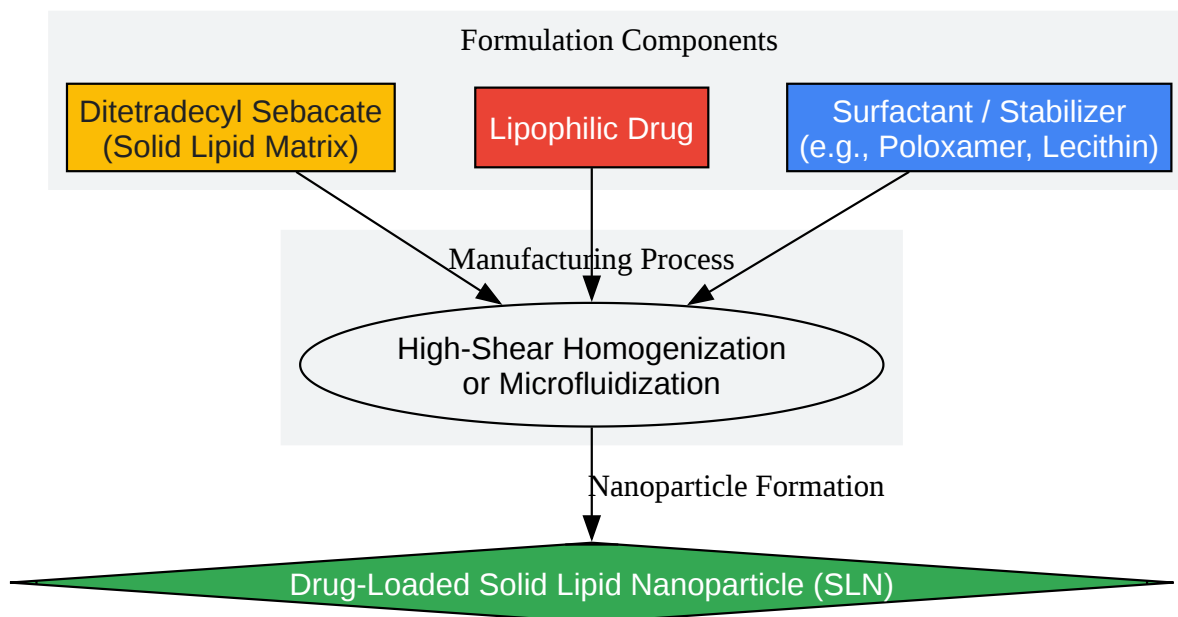 Formulation Components
Ditetradecyl Sebacate
(Solid Lipid Matrix)
Lipophilic Drug
Surfactant / Stabilizer
(e.g., Poloxamer, Lecithin)
Manufacturing Process
High-Shear Homogenization
or Microfluidization
Nanoparticle Formation
Drug-Loaded Solid Lipid Nanoparticle (SLN)